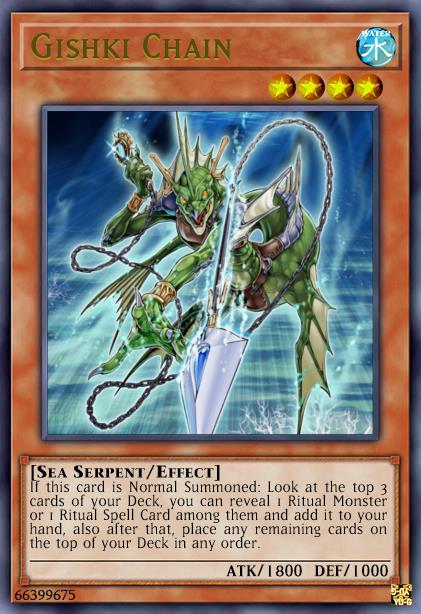 GISHKI CHAIN
WATER
水
[SEA SERPENT/EFFECT]
If this card is Normal Summoned: Look at the top 3
cards of your Deck, you can reveal 1 Ritual Monster
or 1 Ritual Spell Card among them and add it to your
hand, also after that, place any remaining cards on
the top of your Deck in any order.
ATK/1800 DEF/1000
66399675